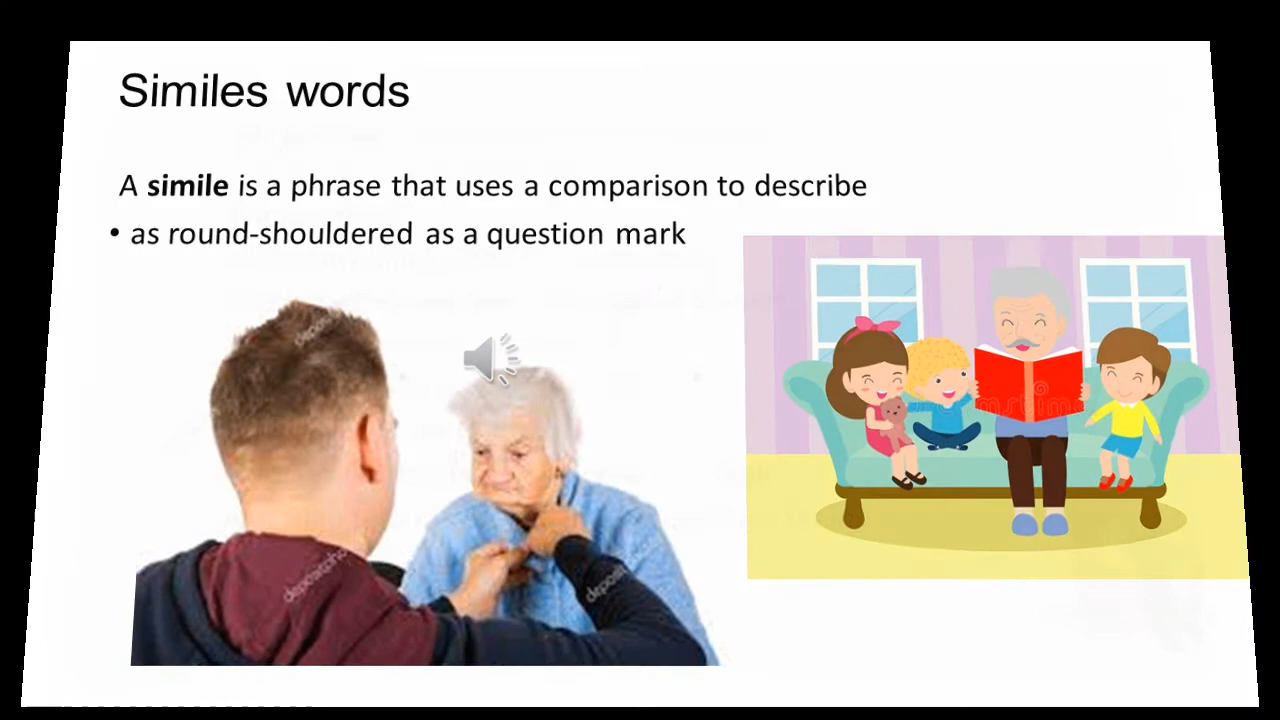 Similes words
A simile is a phrase that uses a comparison to describe
• as round-shouldered as a question mark